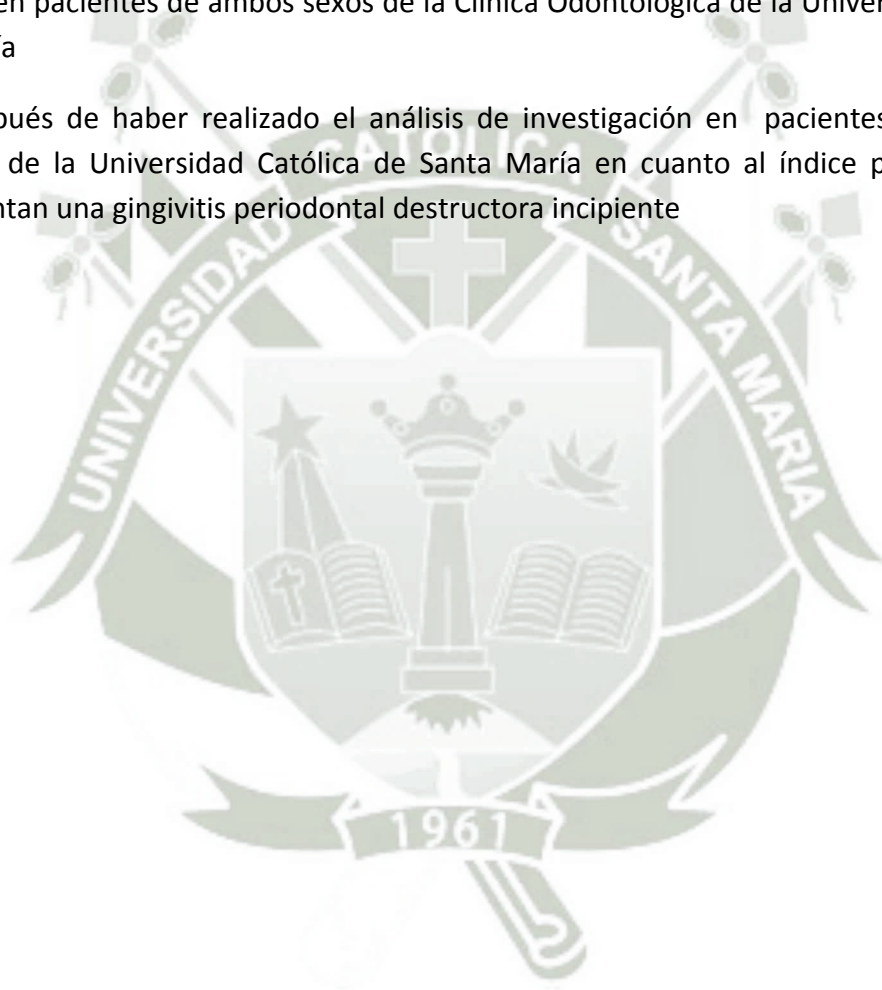 en pacientes de ambos sexos de la Clínica Odontológica de la Univer
ía
pués de haber realizado el análisis de investigación en pacientes
de la Universidad Católica de Santa María en cuanto al índice p
ntan una gingivitis periodontal destructora incipiente
UNIVERSIDAD CATOLICA SANTA MARIA
1961